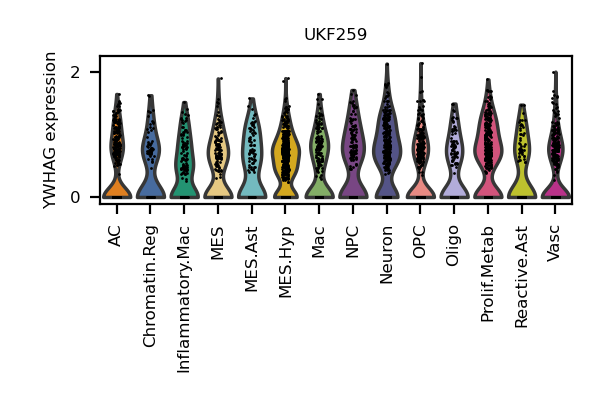 UKF259
YWHAG expression
2
0
AC
Chromatin.Reg
Inflammatory.Mac
MES
MES.Ast
MES.Hyp
Mac
NPC
Neuron
OPC
Oligo
Prolif.Metab
Reactive.Ast
Vasc